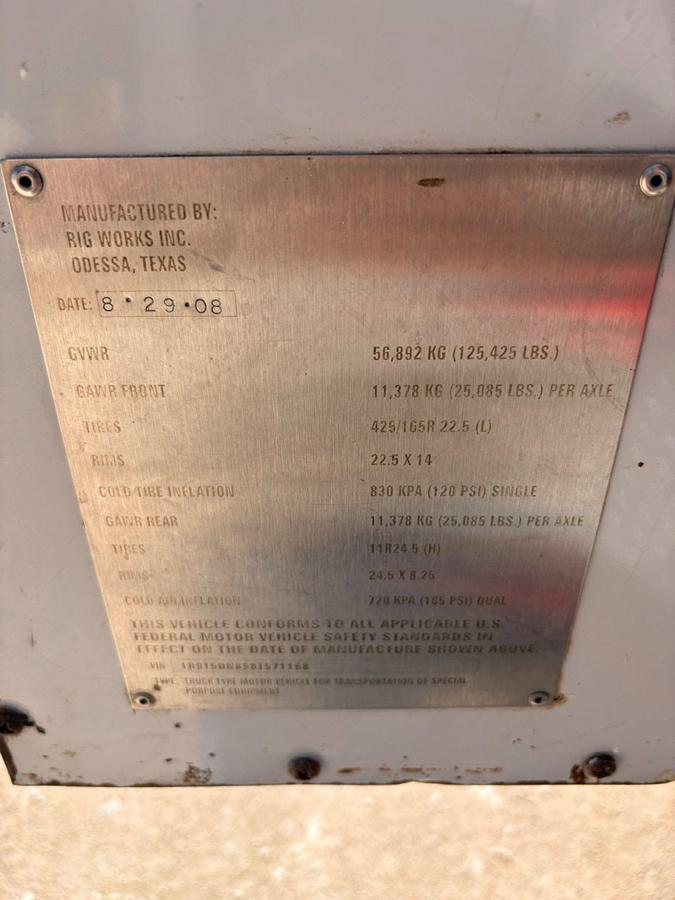 MANUFACTURED BY:
RIG WORKS INC.
ODESSA, TEXAS
DATE: 8 • 29 • 08
GVWR 56,892 KG (125,425 LBS.)
GAWR FRONT 11,378 KG (25,085 LBS.) PER AXLE
TIRES 425/165R 22.5 (L)
RIMS 22.5 X 14
COLD TIRE INFLATION 830 KPA (120 PSI) SINGLE
GAWR REAR 11,378 KG (25,085 LBS.) PER AXLE
TIRES 11R24.5 (H)
RIMS 24.5 X 8.25
COLD AIR INFLATION 720 KPA (105 PSI) DUAL
THIS VEHICLE CONFORMS TO ALL APPLICABLE U.S.
FEDERAL MOTOR VEHICLE SAFETY STANDARDS IN
EFFECT ON THE DATE OF MANUFACTURE SHOWN ABOVE.
VIN
TYPE: TRUCK TYPE MOTOR VEHICLE FOR TRANSPORTATION OF SPECIAL
PURPOSE EQUIPMENT